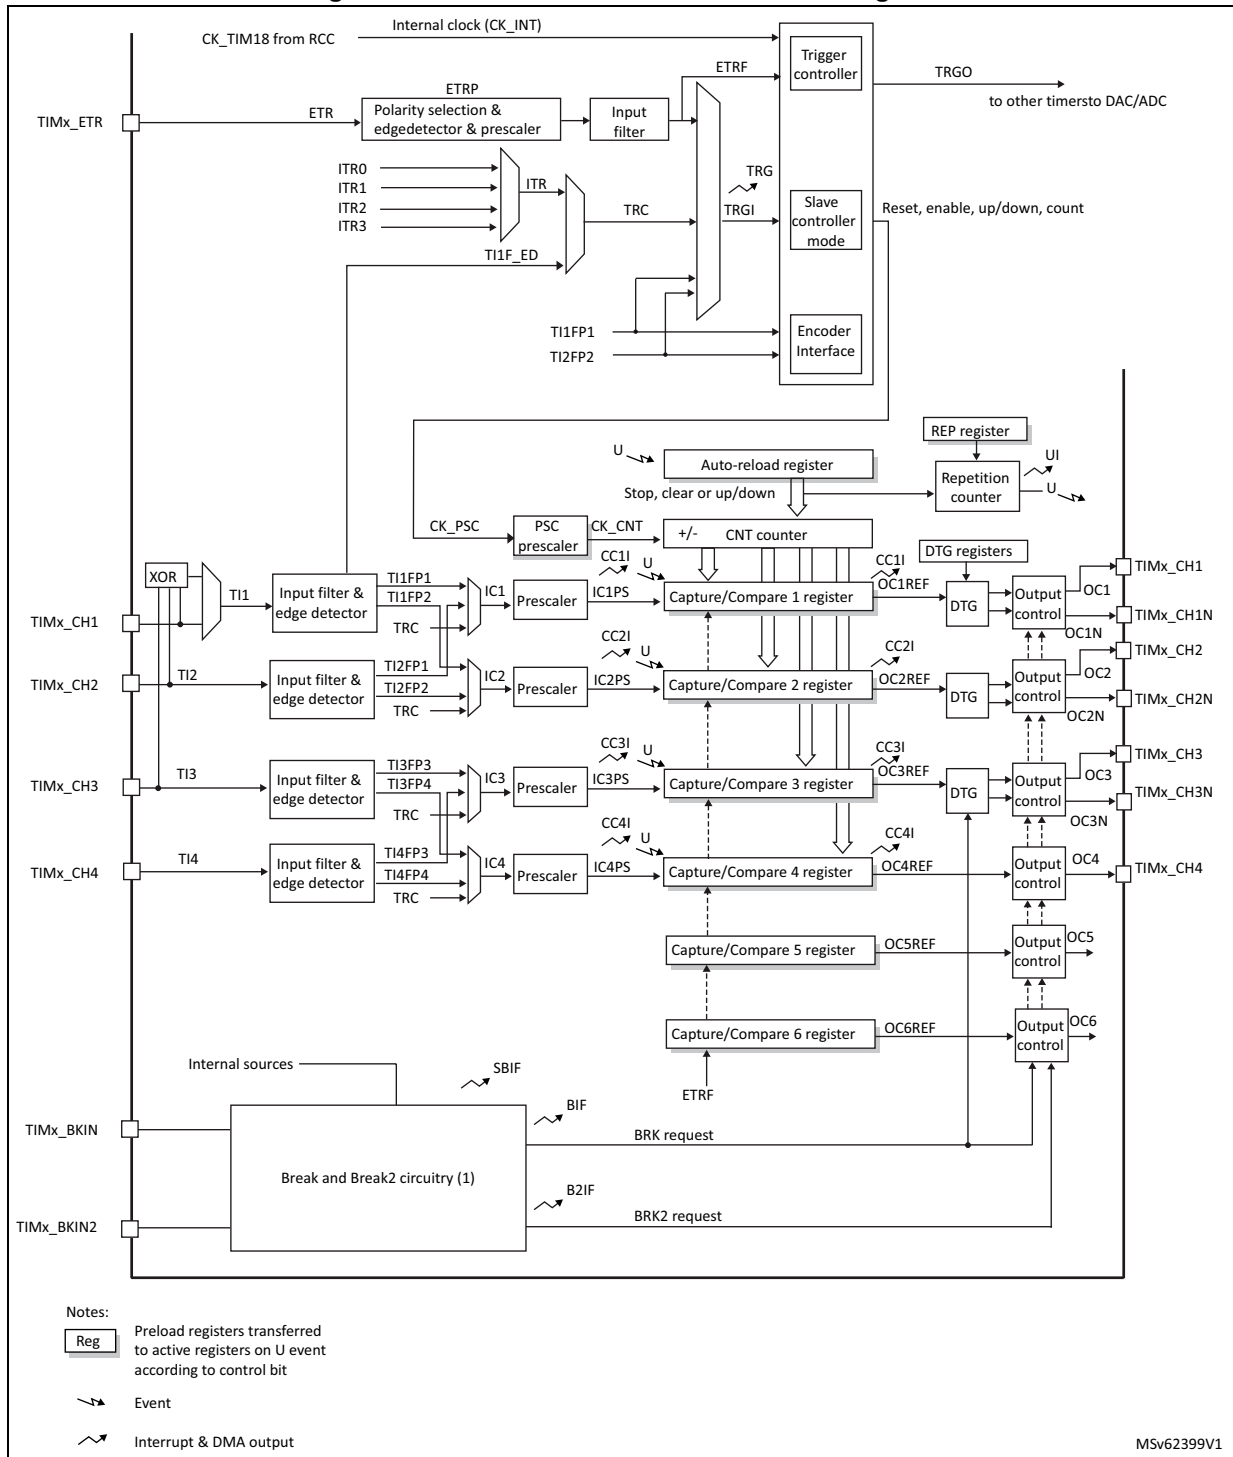 Internal clock (CK_INT)
CK_TIM18 from RCC
Trigger
controller
ETRF
TRGO
to other timersto DAC/ADC
ETRP
TIMx_ETR
ETR
Polarity selection &
edgedetector & prescaler
Input
filter
ITR0
ITR1
ITR2
ITR3
ITR
TRC
TI1F_ED
TRG
TRGI
Slave
controller
mode
Reset, enable, up/down, count
TI1FP1
TI2FP2
Encoder
Interface
REP register
U
Auto-reload register
UI
Repetition
counter
U
Stop, clear or up/down
CK_PSC
PSC
prescaler
CK_CNT
+/-
CNT counter
DTG registers
XOR
TI1
Input filter &
edge detector
TI1FP1
TI1FP2
TRC
IC1
Prescaler
IC1PS
CC1I
U
Capture/Compare 1 register
CC1I
OC1REF
DTG
Output
control
OC1
OC1N
TIMx_CH1
TIMx_CH1
TIMx_CH1N
TIMx_CH2
TI2
Input filter &
edge detector
TI2FP1
TI2FP2
TRC
IC2
Prescaler
IC2PS
CC2I
U
Capture/Compare 2 register
CC2I
OC2REF
DTG
Output
control
OC2
OC2N
TIMx_CH2
TIMx_CH2N
TIMx_CH3
TI3
Input filter &
edge detector
TI3FP3
TI3FP4
TRC
IC3
Prescaler
IC3PS
CC3I
U
Capture/Compare 3 register
CC3I
OC3REF
DTG
Output
control
OC3
OC3N
TIMx_CH3
TIMx_CH3N
TIMx_CH4
TI4
Input filter &
edge detector
TI4FP3
TI4FP4
TRC
IC4
Prescaler
IC4PS
CC4I
U
Capture/Compare 4 register
CC4I
OC4REF
Output
control
OC4
TIMx_CH4
Capture/Compare 5 register
OC5REF
Output
control
OC5
Capture/Compare 6 register
OC6REF
Output
control
OC6
ETRF
Internal sources
SBIF
TIMx_BKIN
BIF
BRK request
Break and Break2 circuitry (1)
B2IF
BRK2 request
TIMx_BKIN2
Notes:
Reg
Preload registers transferred
to active registers on U event
according to control bit
Event
Interrupt & DMA output
MSv62399V1